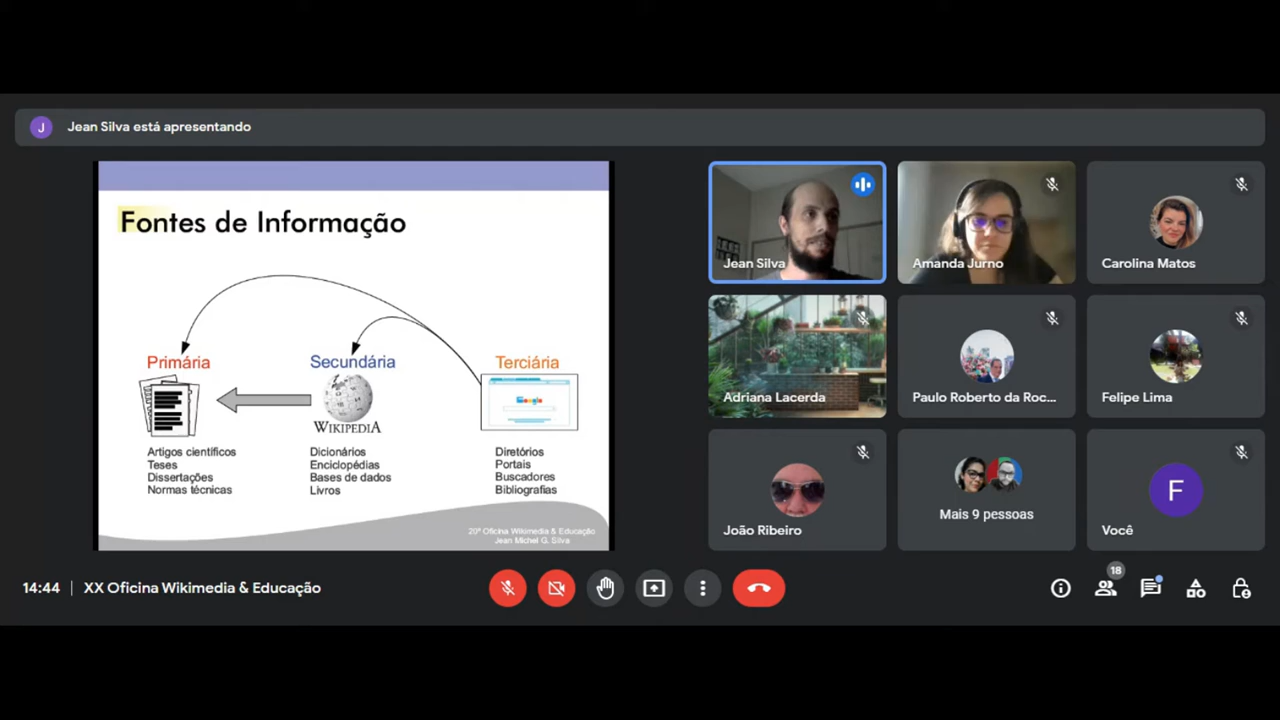 J
Jean Silva está apresentando
Fontes de Informação
Primária
Secundária
Terciária
WIKIPEDIA
Google
Artigos científicos
Teses
Dissertações
Normas técnicas
Dicionários
Enciclopédias
Bases de dados
Livros
Diretórios
Portais
Buscadores
Bibliografias
20ª Oficina Wikimedia & Educação
Jean Michel G. Silva
Jean Silva
Amanda Jurno
Carolina Matos
Adriana Lacerda
Paulo Roberto da Roc...
Felipe Lima
João Ribeiro
Mais 9 pessoas
F
Você
14:44
XX Oficina Wikimedia & Educação
18